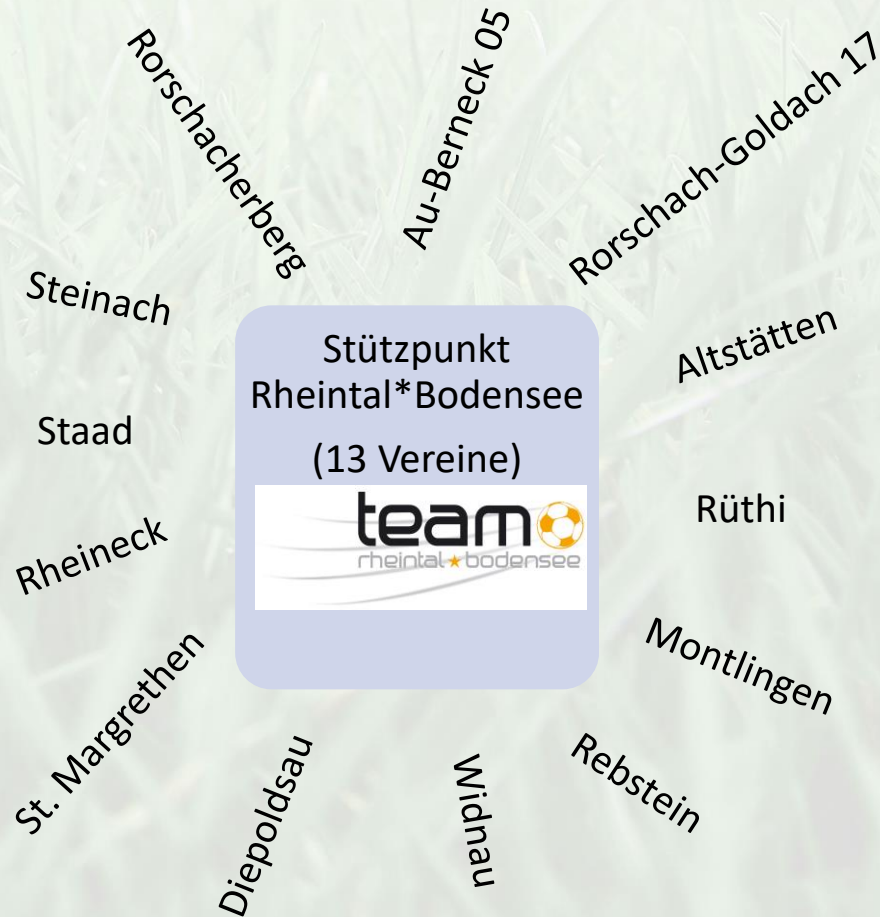 Rorschacherberg
Au-Berneck 05
Rorschach-Goldach 17
Steinach
Altstätten
Stützpunkt
Rheintal*Bodensee
(13 Vereine)
team
rheintal★bodensee
Staad
Rüthi
Rheineck
Montlingen
St. Margrethen
Rebstein
Diepoldsau
Widnau